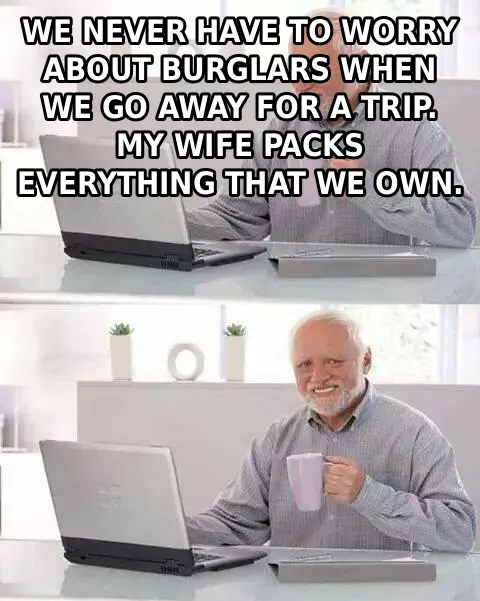 WE NEVER HAVE TO WORRY
ABOUT BURGLARS WHEN
WE GO AWAY FOR A TRIP.
MY WIFE PACKS
EVERYTHING THAT WE OWN.